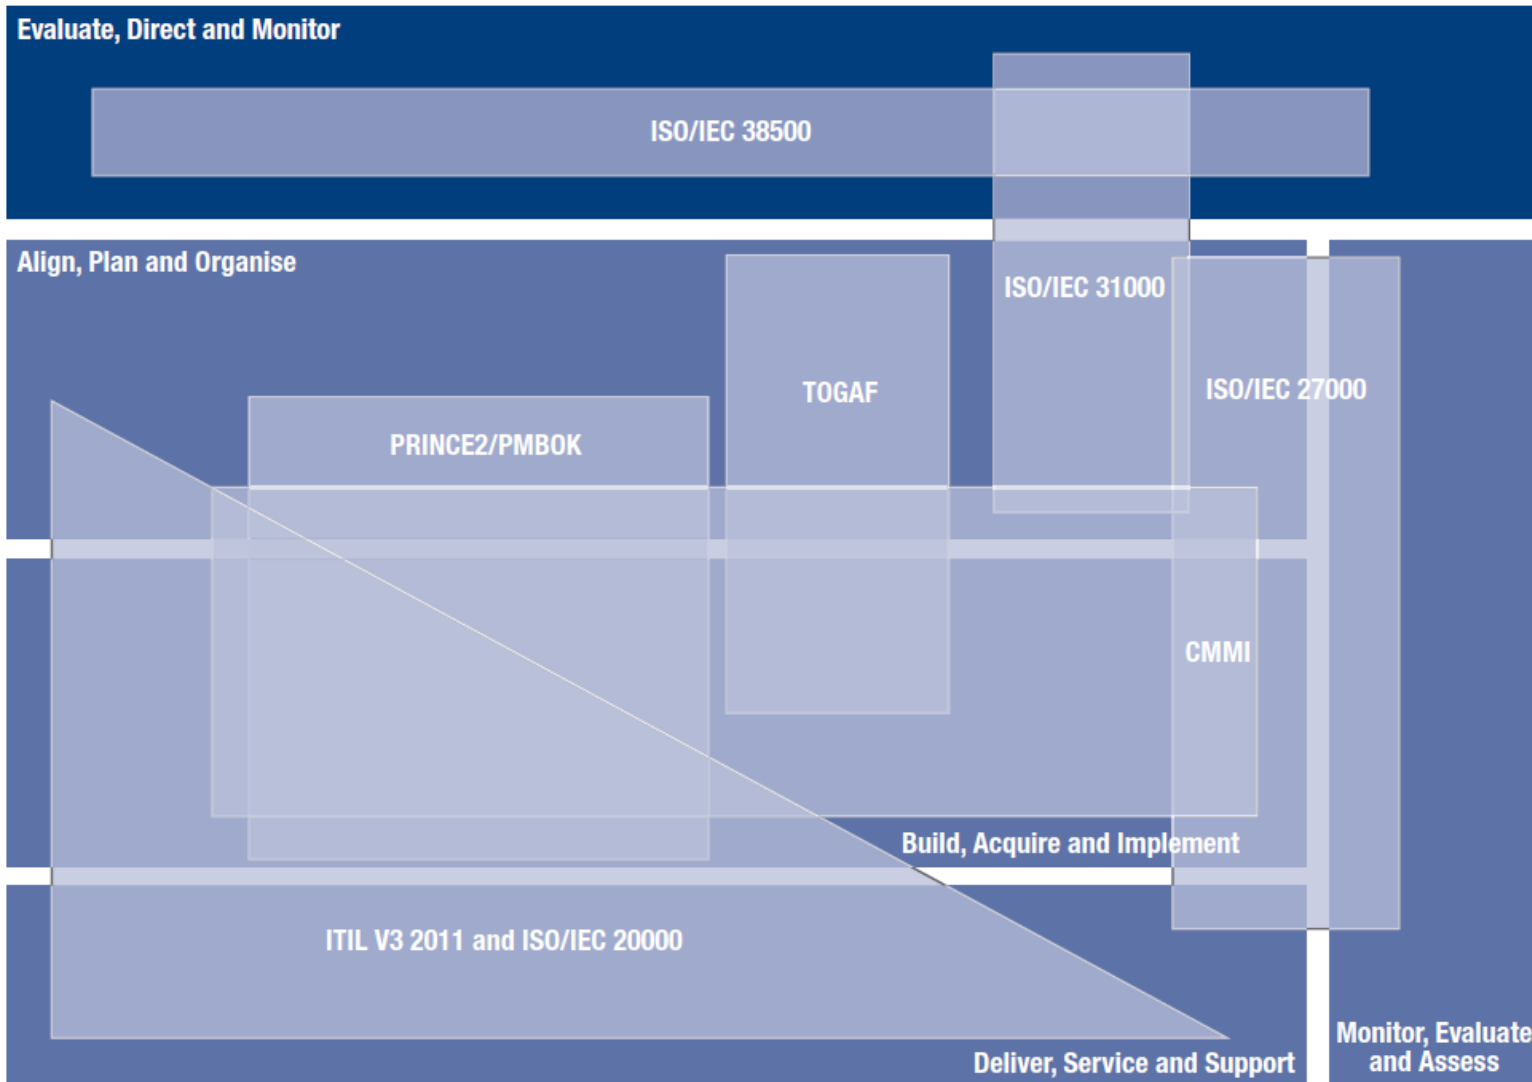 Evaluate, Direct and Monitor
ISO/IEC 38500
Align, Plan and Organise
ISO/IEC 31000
TOGAF
ISO/IEC 27000
PRINCE2/PMBOK
CMMI
Build, Acquire and Implement
ITIL V3 2011 and ISO/IEC 20000
Deliver, Service and Support
Monitor, Evaluate
and Assess